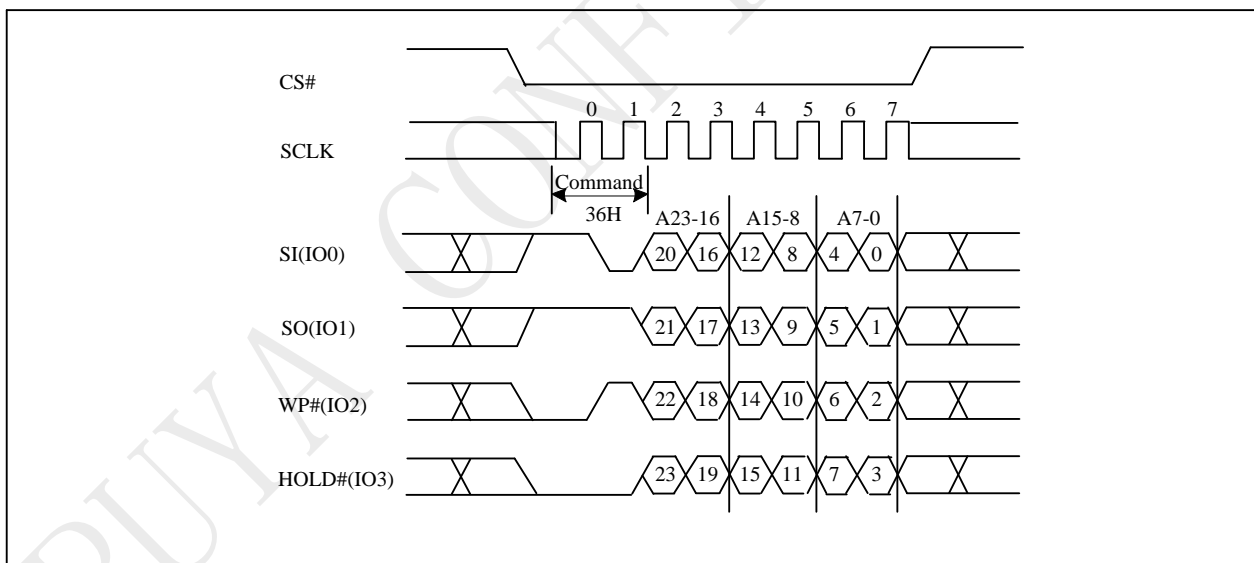 CS#
0 1 2 3 4 5 6 7
SCLK
Command
36H
A23-16 A15-8 A7-0
SI(IO0) 20 16 12 8 4 0
SO(IO1) 21 17 13 9 5 1
WP#(IO2) 22 18 14 10 6 2
HOLD#(IO3) 23 19 15 11 7 3
PUYA CONF